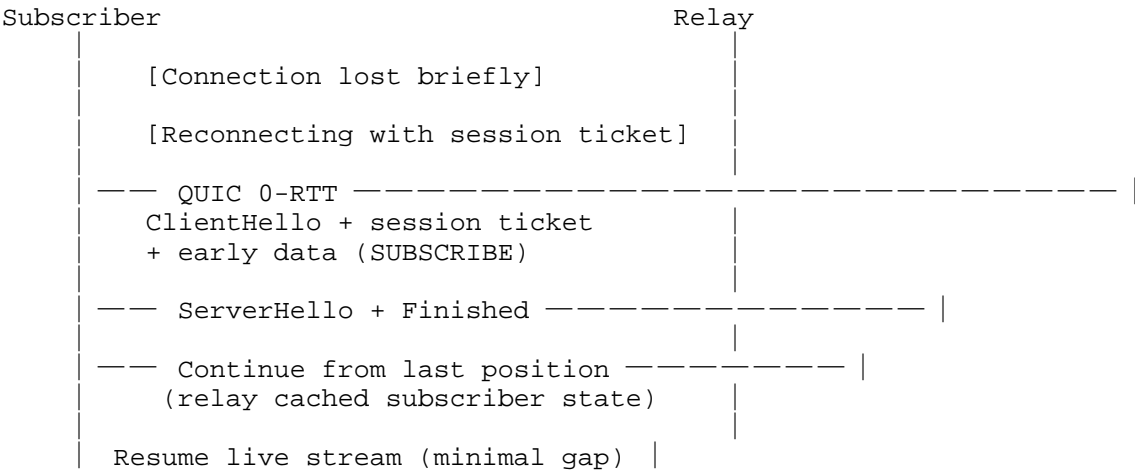 Subscriber Relay
[Connection lost briefly]
[Reconnecting with session ticket]
—— QUIC 0-RTT ————————————————————————
ClientHello + session ticket
+ early data (SUBSCRIBE)
—— ServerHello + Finished ————————————
—— Continue from last position ———————
(relay cached subscriber state)
Resume live stream (minimal gap)